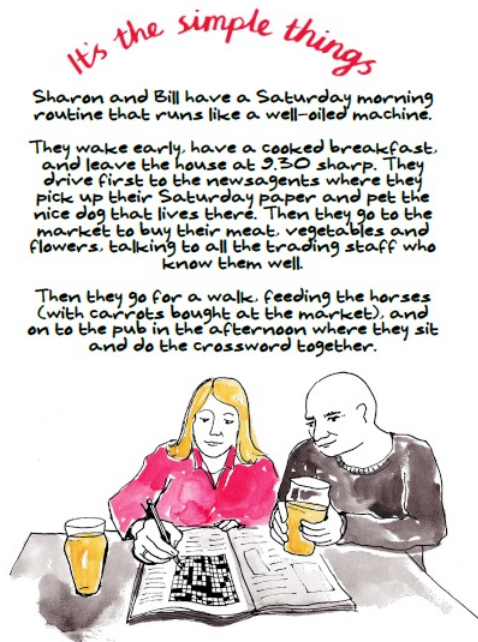 It's the simple things
Sharon and Bill have a Saturday morning
routine that runs like a well-oiled machine.
They wake early, have a cooked breakfast,
and leave the house at 9.30 sharp. They
drive first to the newsagents where they
pick up their Saturday paper and pet the
nice dog that lives there. Then they go to the
market to buy their meat, vegetables and
flowers, talking to all the trading staff who
know them well.
Then they go for a walk, feeding the horses
(with carrots bought at the market), and
on to the pub in the afternoon where they sit
and do the crossword together.